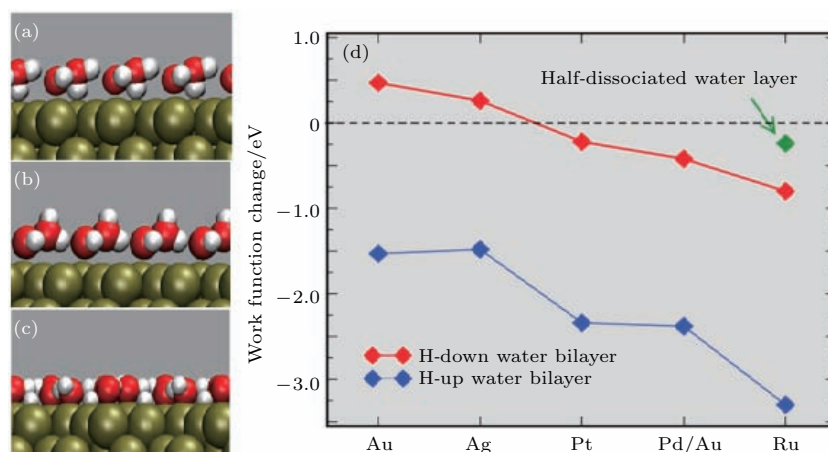 (a)
(b)
(c)
(d)
Work function change/eV
1.0
0
−1.0
−2.0
−3.0
Half-dissociated water layer
H-down water bilayer
H-up water bilayer
Au Ag Pt Pd/Au Ru